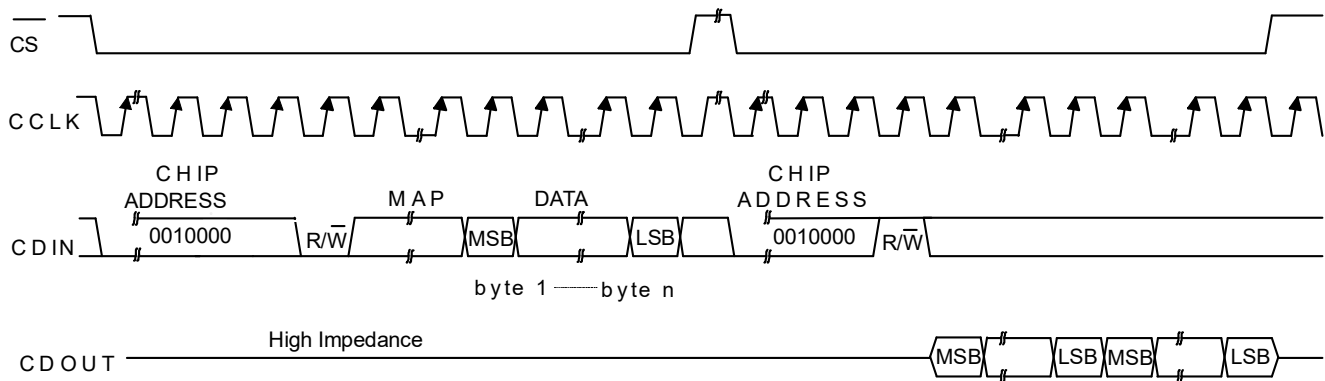 CS
CCLK
CHIP
ADDRESS
MAP
DATA
CHIP
ADDRESS
CDIN
0010000
R/W
MSB
LSB
0010000
R/W
byte 1
byte n
High Impedance
CDOUT
MSB
LSB
MSB
LSB